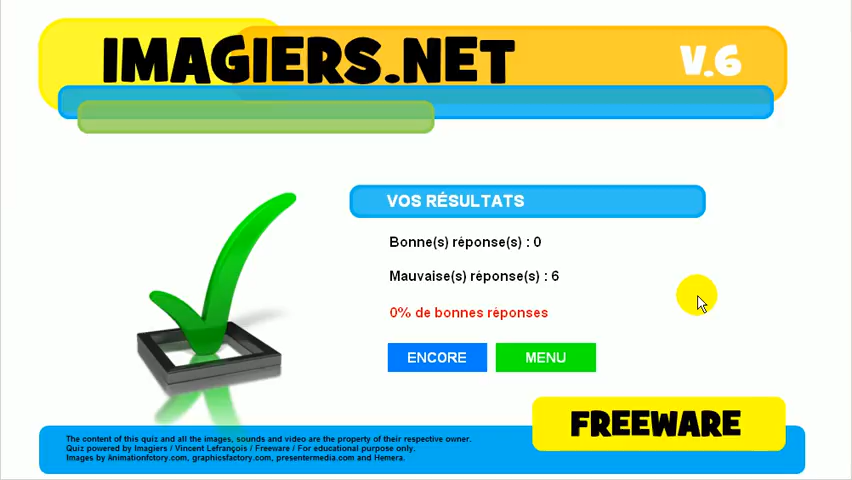 IMAGIERS.NET
V.6
VOS RÉSULTATS
Bonne(s) réponse(s) : 0
Mauvaise(s) réponse(s) : 6
0% de bonnes réponses
ENCORE
MENU
FREEWARE
The content of this quiz and all the images, sounds and video are the property of their respective owner.
Quiz powered by Imagiers / Vincent Lefrançois / Freeware / For educational purpose only.
Images by Animationfctory.com, graphicsfactory.com, presentermedia.com and Hemera.